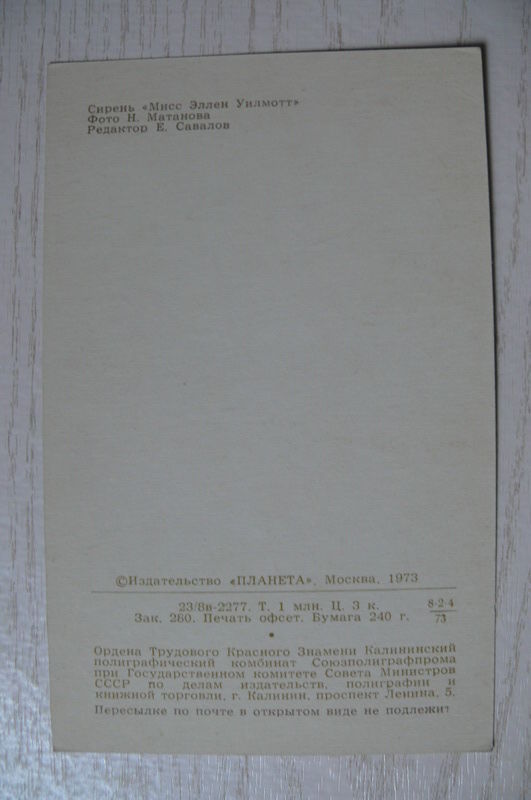 Сирень «Мисс Эллен Уилмотт»
Фото Н. Матанова
Редактор Е. Савалов
©Издательство «ПЛАНЕТА», Москва, 1973
23/8в-2277. Т. 1 млн. Ц. 3 к. 8-2-4
Зак. 280. Печать офсет. Бумага 240 г. 73
Ордена Трудового Красного Знамени Калининский
полиграфический комбинат Союзполиграфпрома
при Государственном комитете Совета Министров
СССР по делам издательств, полиграфии и
книжной торговли, г. Калинин, проспект Ленина, 5.
Пересылке по почте в открытом виде не подлежит